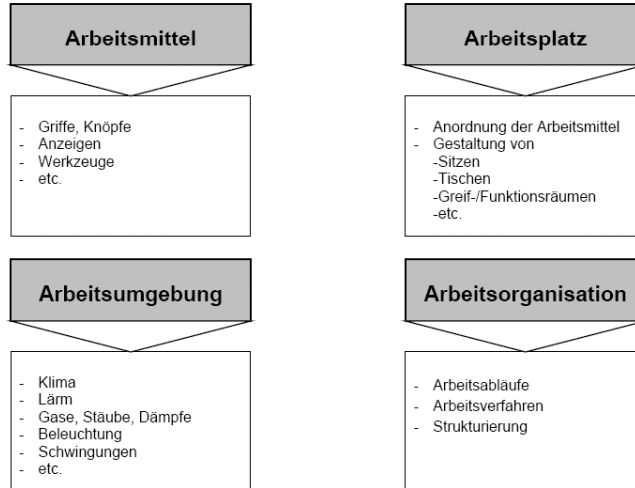 Arbeitsmittel
- Griffe, Knöpfe
- Anzeigen
- Werkzeuge
- etc.
Arbeitsplatz
- Anordnung der Arbeitsmittel
- Gestaltung von
-Sitzen
-Tischen
-Greif-/Funktionsräumen
-etc.
Arbeitsumgebung
- Klima
- Lärm
- Gase, Stäube, Dämpfe
- Beleuchtung
- Schwingungen
- etc.
Arbeitsorganisation
- Arbeitsabläufe
- Arbeitsverfahren
- Strukturierung